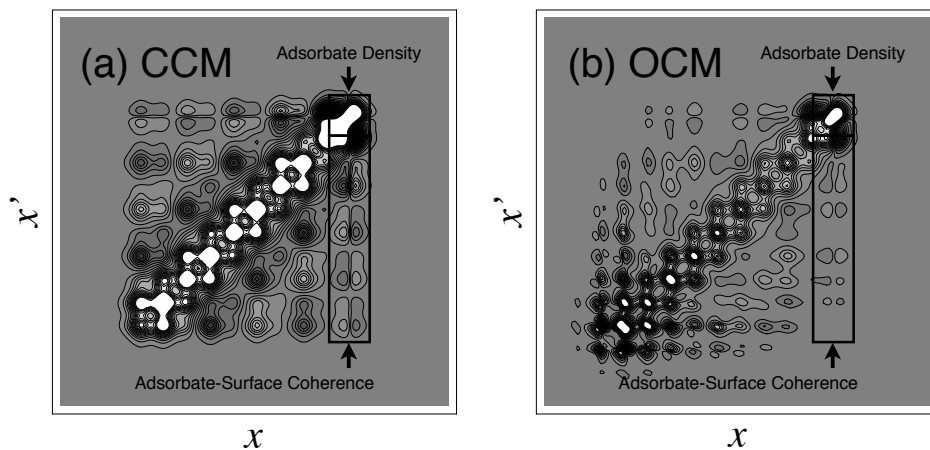 (a) CCM
Adsorbate Density
Adsorbate-Surface Coherence
x'
x
(b) OCM
Adsorbate Density
Adsorbate-Surface Coherence
x'
x